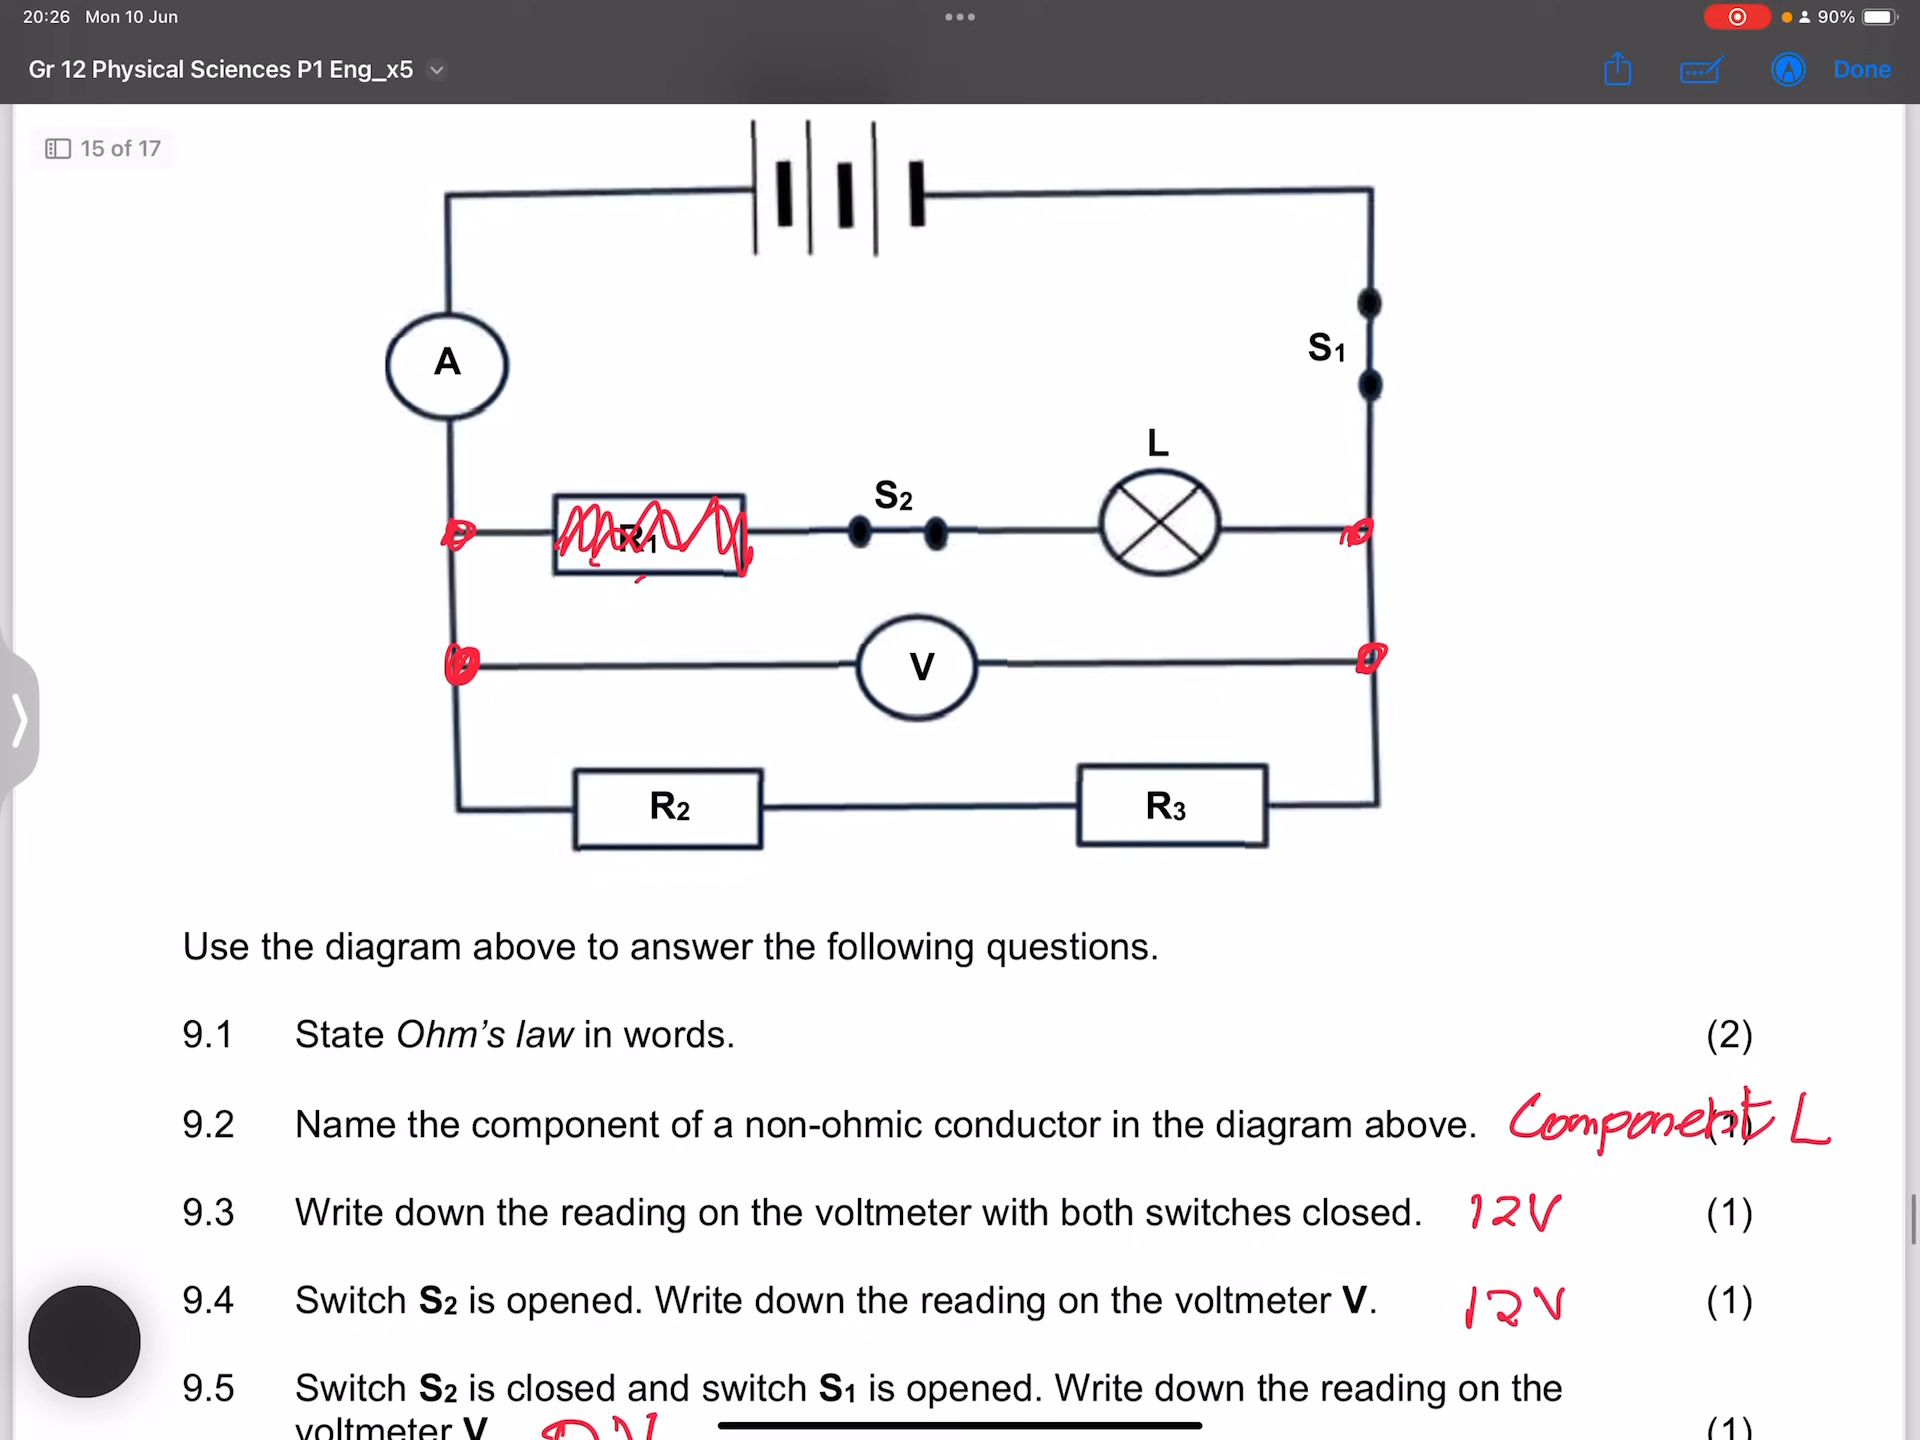 20:26 Mon 10 Jun
90%
Gr 12 Physical Sciences P1 Eng_x5
Done
15 of 17
A
S1
L
S2
R1
V
R2
R3
Use the diagram above to answer the following questions.
9.1 State Ohm's law in words. (2)
9.2 Name the component of a non-ohmic conductor in the diagram above. (1) Component L
9.3 Write down the reading on the voltmeter with both switches closed. 12V (1)
9.4 Switch S2 is opened. Write down the reading on the voltmeter V. 12V (1)
9.5 Switch S2 is closed and switch S1 is opened. Write down the reading on the
voltmeter V (1)